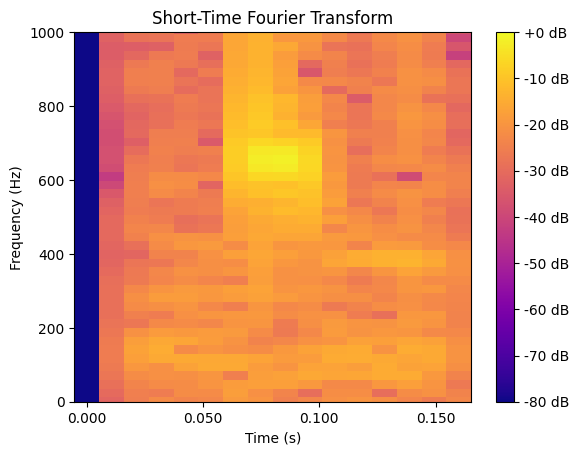 Short-Time Fourier Transform
1000
800
600
400
200
0
Frequency (Hz)
0.000
0.050
0.100
0.150
Time (s)
+0 dB
-10 dB
-20 dB
-30 dB
-40 dB
-50 dB
-60 dB
-70 dB
-80 dB